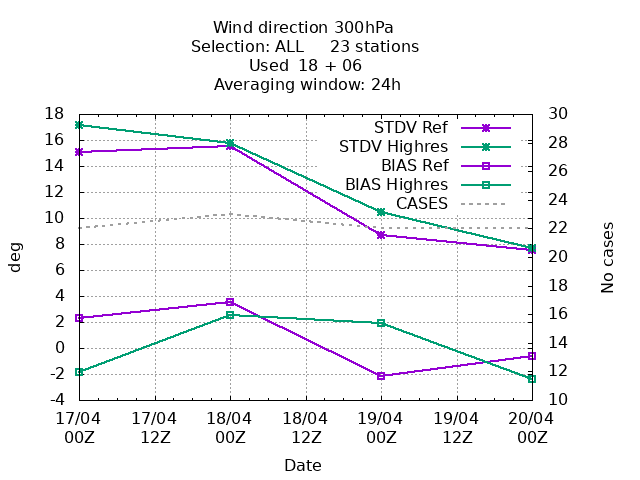 Wind direction 300hPa
Selection: ALL     23 stations
Used  18 + 06
Averaging window: 24h
STDV Ref
STDV Highres
BIAS Ref
BIAS Highres
CASES
deg
18
16
14
12
10
8
6
4
2
0
-2
-4
30
28
26
24
22
20
18
16
14
12
10
No cases
17/04 17/04 18/04 18/04 19/04 19/04 20/04
00Z 12Z 00Z 12Z 00Z 12Z 00Z
Date